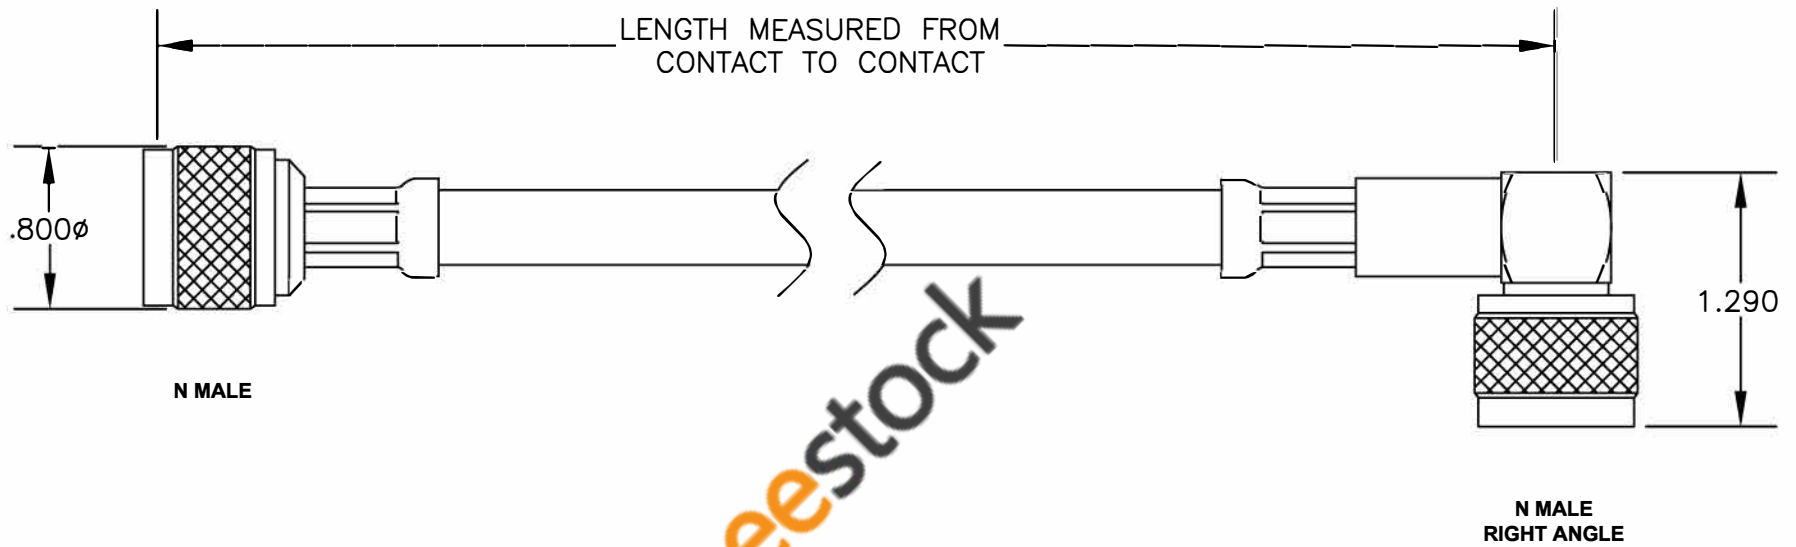 LENGTH MEASURED FROM
CONTACT TO CONTACT
.800ø
1.290
N MALE
N MALE
RIGHT ANGLE
eestock